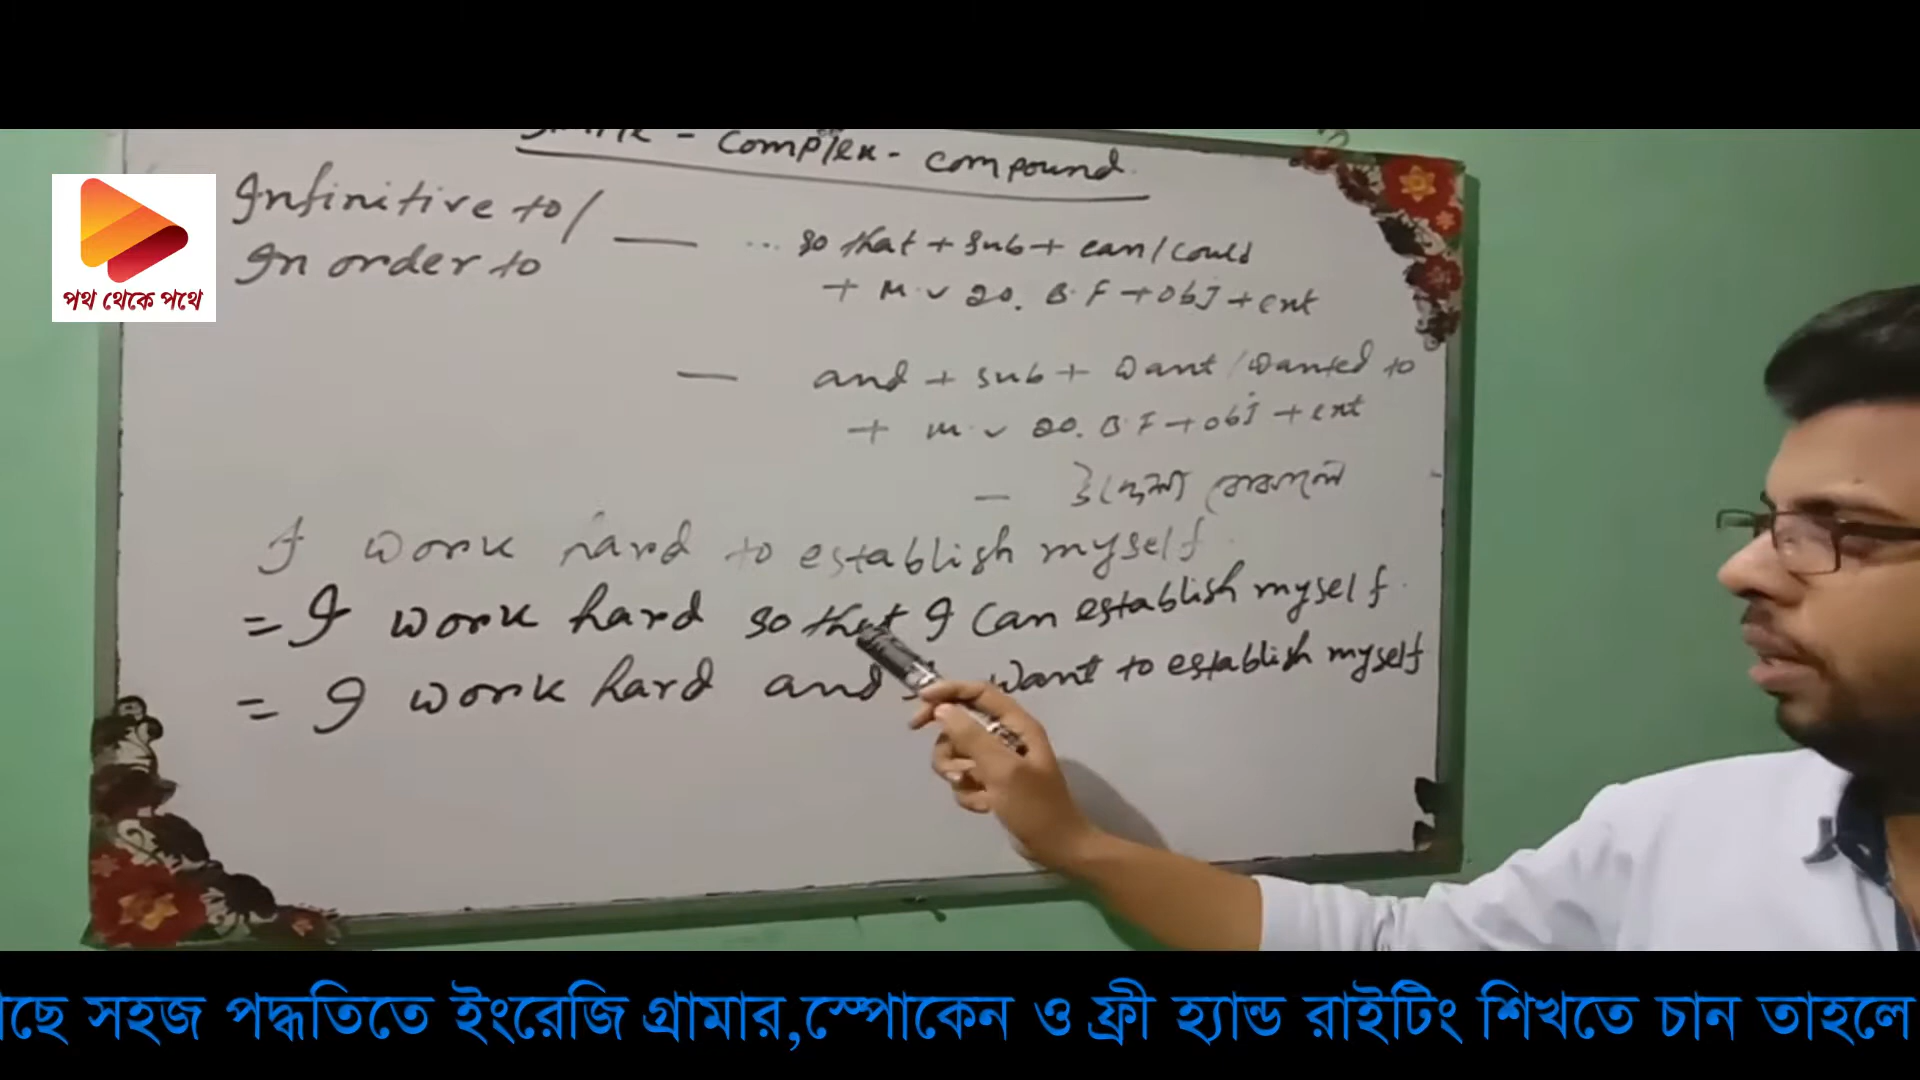 - Complex - compound
Infinitive to/
In order to
— ... so that + sub + can/could
+ M.V এর. B.F + obj + ext
— and + sub + want/wanted to
+ m.v এর. B.F + obj + ext
I work hard to establish myself.
= I work hard so that I can establish myself.
= I work hard and want to establish myself
পথ থেকে পথে
ছে সহজ পদ্ধতিতে ইংরেজি গ্রামার,স্পোকেন ও ফ্রী হ্যান্ড রাইটিং শিখতে চান তাহলে